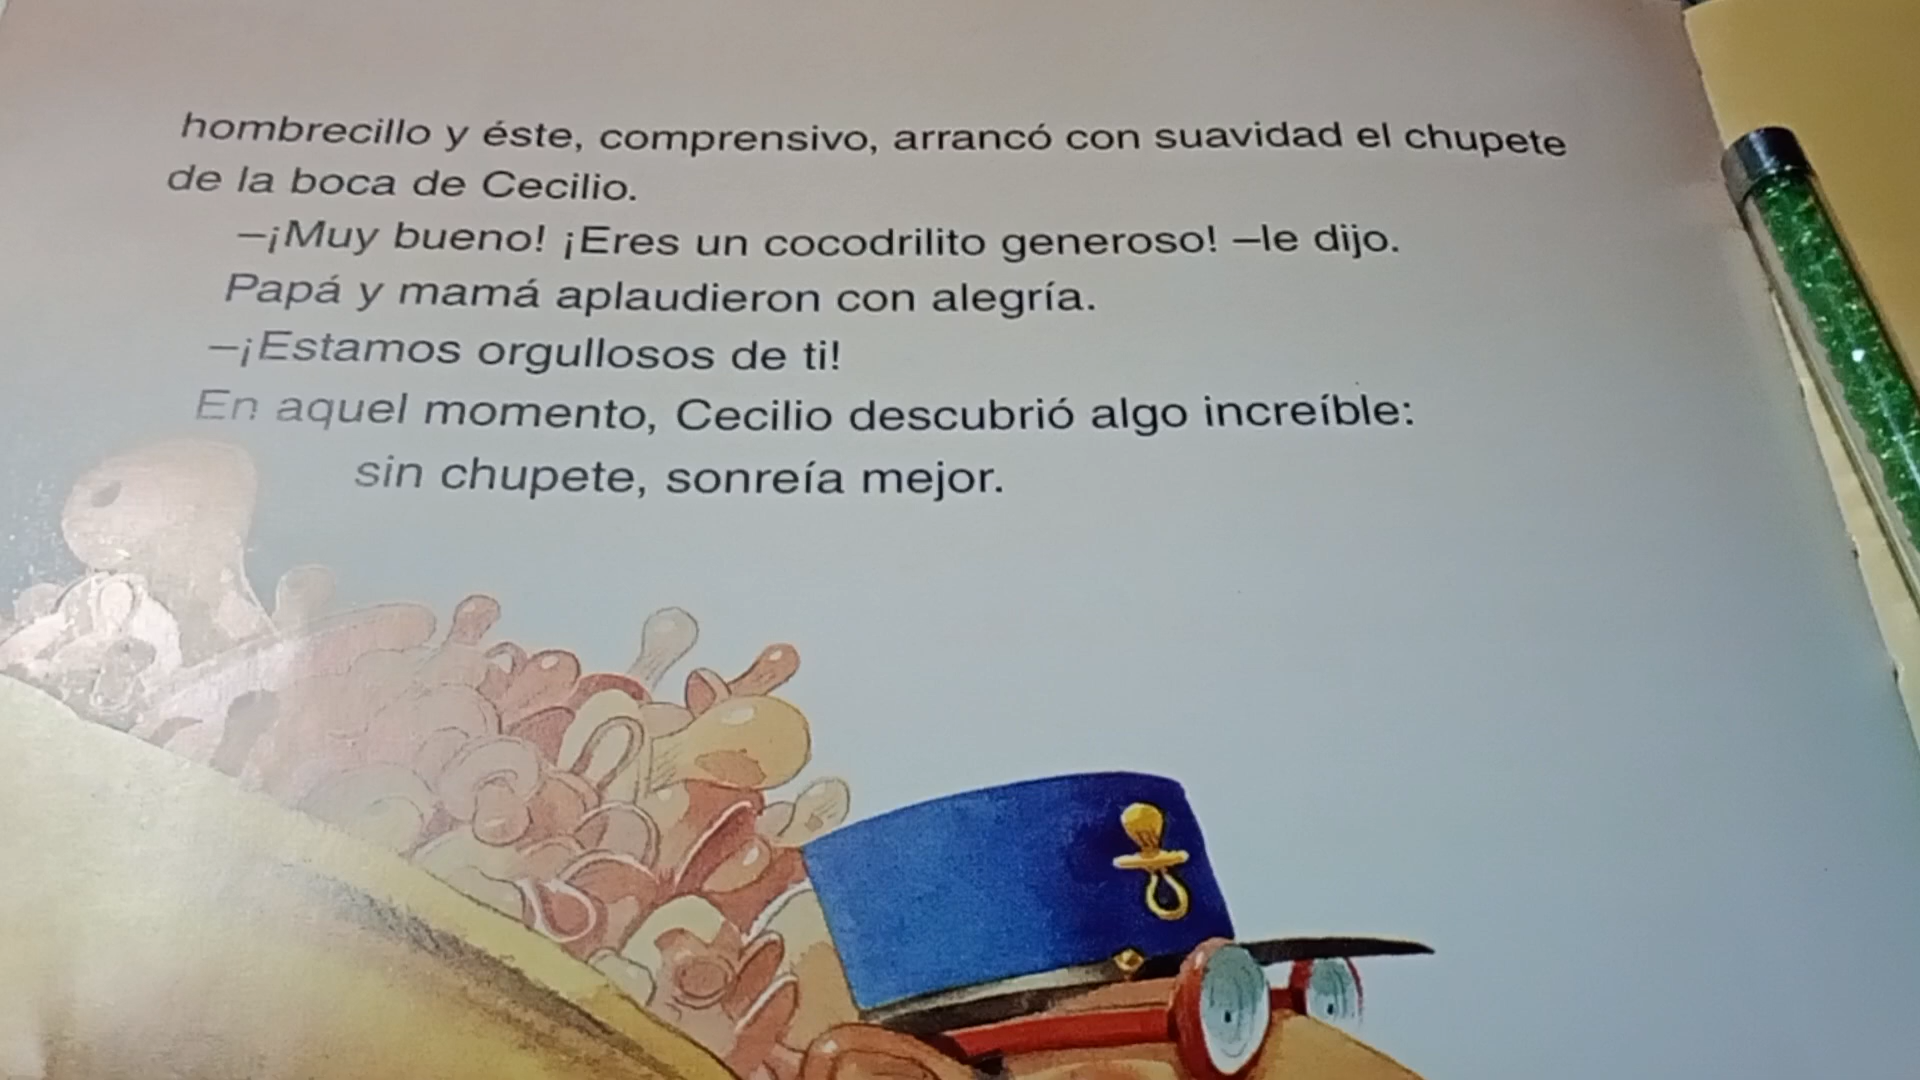 hombrecillo y éste, comprensivo, arrancó con suavidad el chupete
de la boca de Cecilio.
–¡Muy bueno! ¡Eres un cocodrilito generoso! –le dijo.
Papá y mamá aplaudieron con alegría.
–¡Estamos orgullosos de ti!
En aquel momento, Cecilio descubrió algo increíble:
sin chupete, sonreía mejor.